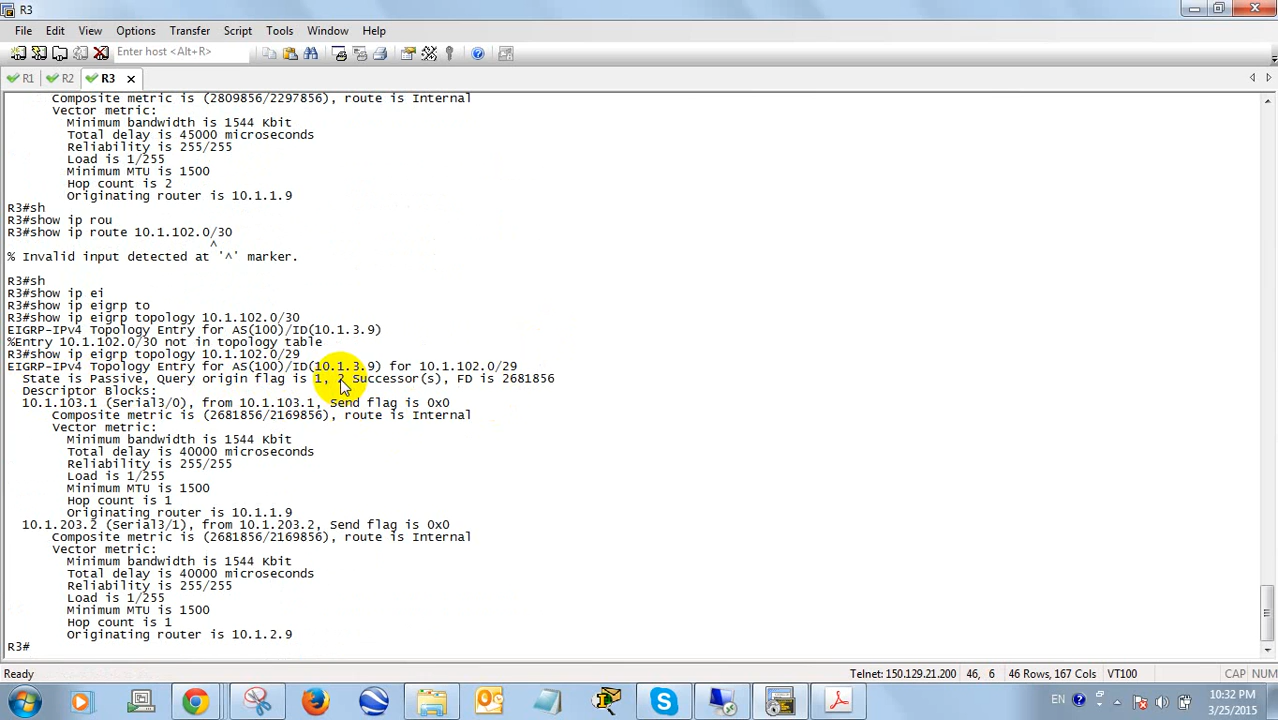 R3
File Edit View Options Transfer Script Tools Window Help
Enter host <Alt+R>
R1 R2 R3
Composite metric is (2809856/2297856), route is Internal
Vector metric:
Minimum bandwidth is 1544 Kbit
Total delay is 45000 microseconds
Reliability is 255/255
Load is 1/255
Minimum MTU is 1500
Hop count is 2
Originating router is 10.1.1.9
R3#sh
R3#show ip rou
R3#show ip route 10.1.102.0/30
^
% Invalid input detected at '^' marker.
R3#sh
R3#show ip ei
R3#show ip eigrp to
R3#show ip eigrp topology 10.1.102.0/30
EIGRP-IPv4 Topology Entry for AS(100)/ID(10.1.3.9)
%Entry 10.1.102.0/30 not in topology table
R3#show ip eigrp topology 10.1.102.0/29
EIGRP-IPv4 Topology Entry for AS(100)/ID(10.1.3.9) for 10.1.102.0/29
State is Passive, Query origin flag is 1, 2 Successor(s), FD is 2681856
Descriptor Blocks:
10.1.103.1 (Serial3/0), from 10.1.103.1, Send flag is 0x0
Composite metric is (2681856/2169856), route is Internal
Vector metric:
Minimum bandwidth is 1544 Kbit
Total delay is 40000 microseconds
Reliability is 255/255
Load is 1/255
Minimum MTU is 1500
Hop count is 1
Originating router is 10.1.1.9
10.1.203.2 (Serial3/1), from 10.1.203.2, Send flag is 0x0
Composite metric is (2681856/2169856), route is Internal
Vector metric:
Minimum bandwidth is 1544 Kbit
Total delay is 40000 microseconds
Reliability is 255/255
Load is 1/255
Minimum MTU is 1500
Hop count is 1
Originating router is 10.1.2.9
R3#
Ready Telnet: 150.129.21.200 46, 6 46 Rows, 167 Cols VT100 CAP NUM
EN 10:32 PM
3/25/2015